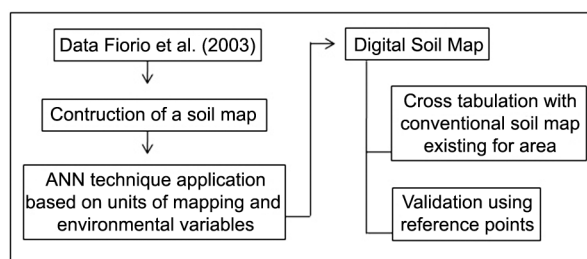 Data Fiorio et al. (2003)
Contruction of a soil map
ANN technique application
based on units of mapping and
environmental variables
Digital Soil Map
Cross tabulation with
conventional soil map
existing for area
Validation using
reference points